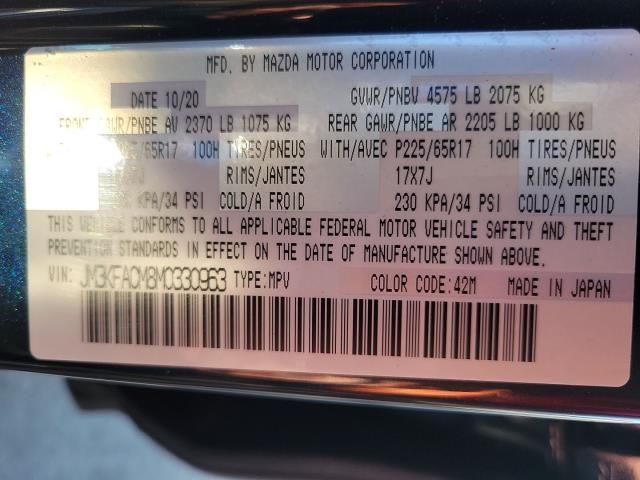 MFD. BY MAZDA MOTOR CORPORATION
DATE 10/20 GVWR/PNBV 4575 LB 2075 KG
FRONT GAWR/PNBE AV 2370 LB 1075 KG REAR GAWR/PNBE AR 2205 LB 1000 KG
/65R17 100H TIRES/PNEUS WITH/AVEC P225/65R17 100H TIRES/PNEUS
RIMS/JANTES 17X7J RIMS/JANTES
KPA/34 PSI COLD/A FROID 230 KPA/34 PSI COLD/A FROID
THIS VEHICLE CONFORMS TO ALL APPLICABLE FEDERAL MOTOR VEHICLE SAFETY AND THEFT
PREVENTION STANDARDS IN EFFECT ON THE DATE OF MANUFACTURE SHOWN ABOVE.
VIN: JM3KFACM8M0330963 TYPE:MPV COLOR CODE:42M MADE IN JAPAN